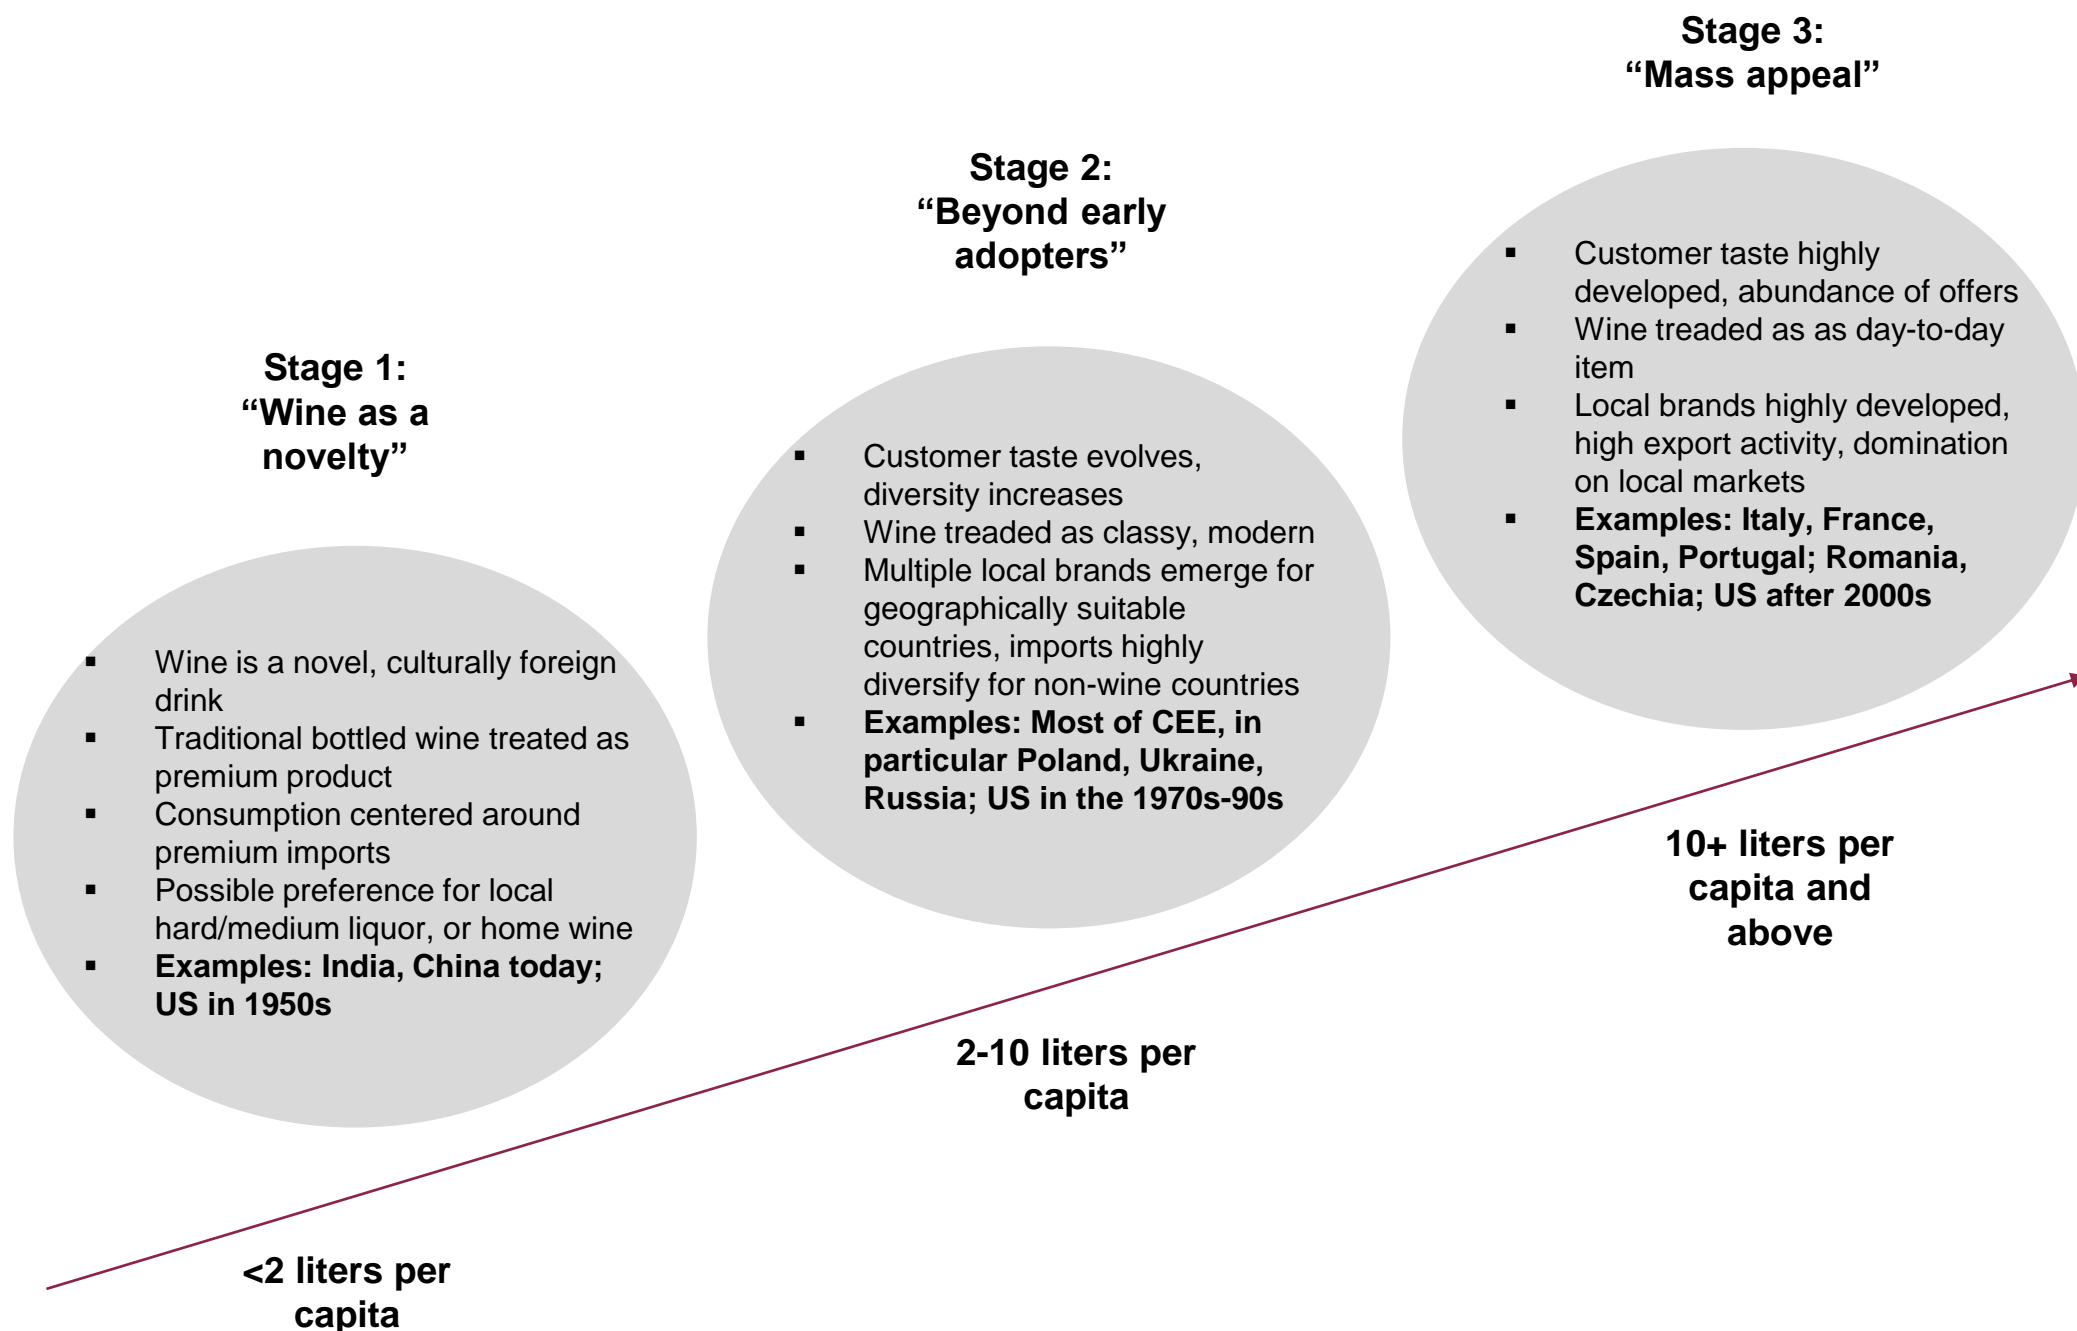 Stage 1:
“Wine as a
novelty”
▪ Wine is a novel, culturally foreign
drink
▪ Traditional bottled wine treated as
premium product
▪ Consumption centered around
premium imports
▪ Possible preference for local
hard/medium liquor, or home wine
▪ Examples: India, China today;
US in 1950s
<2 liters per
capita
Stage 2:
“Beyond early
adopters”
▪ Customer taste evolves,
diversity increases
▪ Wine treaded as classy, modern
▪ Multiple local brands emerge for
geographically suitable
countries, imports highly
diversify for non-wine countries
▪ Examples: Most of CEE, in
particular Poland, Ukraine,
Russia; US in the 1970s-90s
2-10 liters per
capita
Stage 3:
“Mass appeal”
▪ Customer taste highly
developed, abundance of offers
▪ Wine treaded as as day-to-day
item
▪ Local brands highly developed,
high export activity, domination
on local markets
▪ Examples: Italy, France,
Spain, Portugal; Romania,
Czechia; US after 2000s
10+ liters per
capita and
above